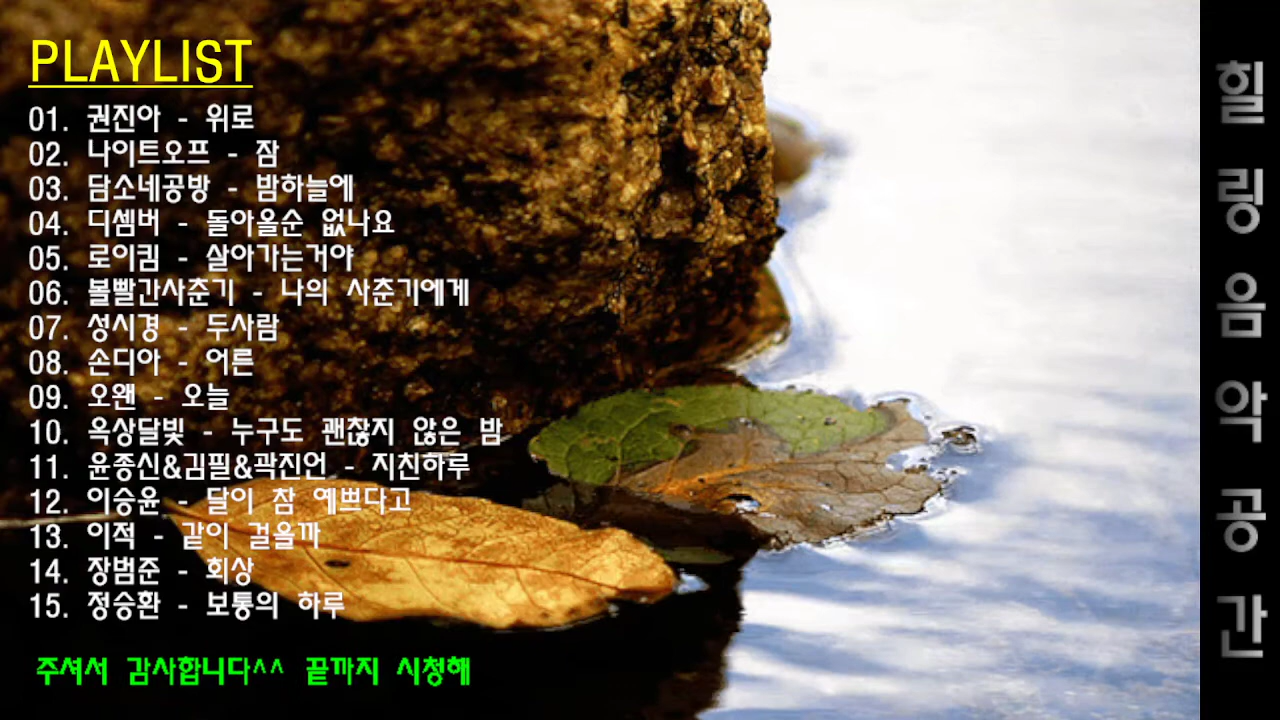 PLAYLIST
01. 권진아 - 위로
02. 나이트오프 - 잠
03. 담소네공방 - 밤하늘에
04. 디셈버 - 돌아올순 없나요
05. 로이킴 - 살아가는거야
06. 볼빨간사춘기 - 나의 사춘기에게
07. 성시경 - 두사람
08. 손디아 - 어른
09. 오왠 - 오늘
10. 옥상달빛 - 누구도 괜찮지 않은 밤
11. 윤종신&김필&곽진언 - 지친하루
12. 이승윤 - 달이 참 예쁘다고
13. 이적 - 같이 걸을까
14. 장범준 - 회상
15. 정승환 - 보통의 하루
주셔서 감사합니다^^ 끝까지 시청해
힐링음악공간